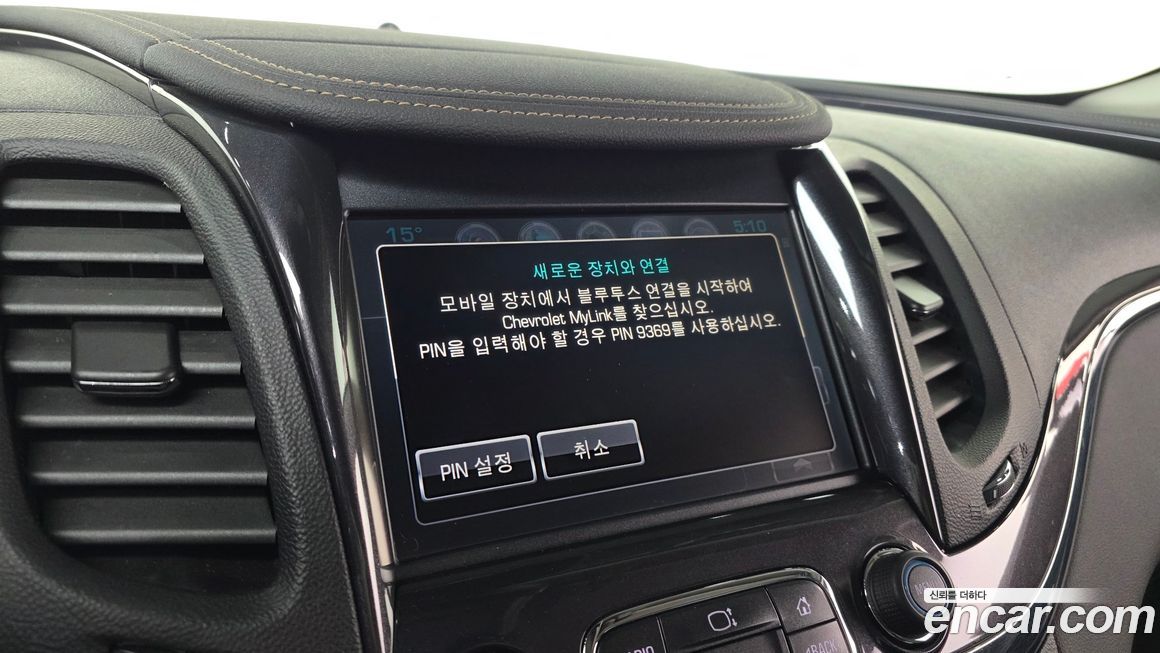 15°
5:10
새로운 장치와 연결
모바일 장치에서 블루투스 연결을 시작하여
Chevrolet MyLink를 찾으십시오.
PIN을 입력해야 할 경우 PIN 9369를 사용하십시오.
PIN 설정
취소
MENU
BACK
신뢰를 더하다
encar.com